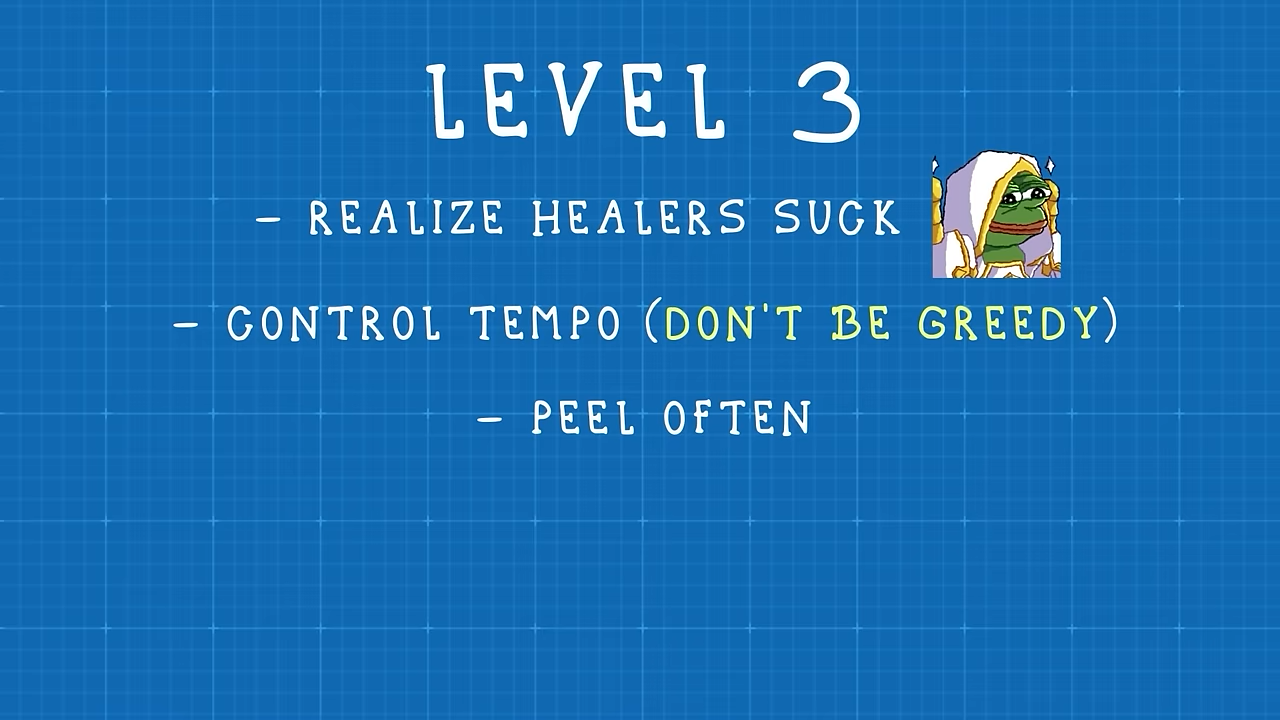 LEVEL 3
- REALIZE HEALERS SUCK
- CONTROL TEMPO (DON'T BE GREEDY)
- PEEL OFTEN